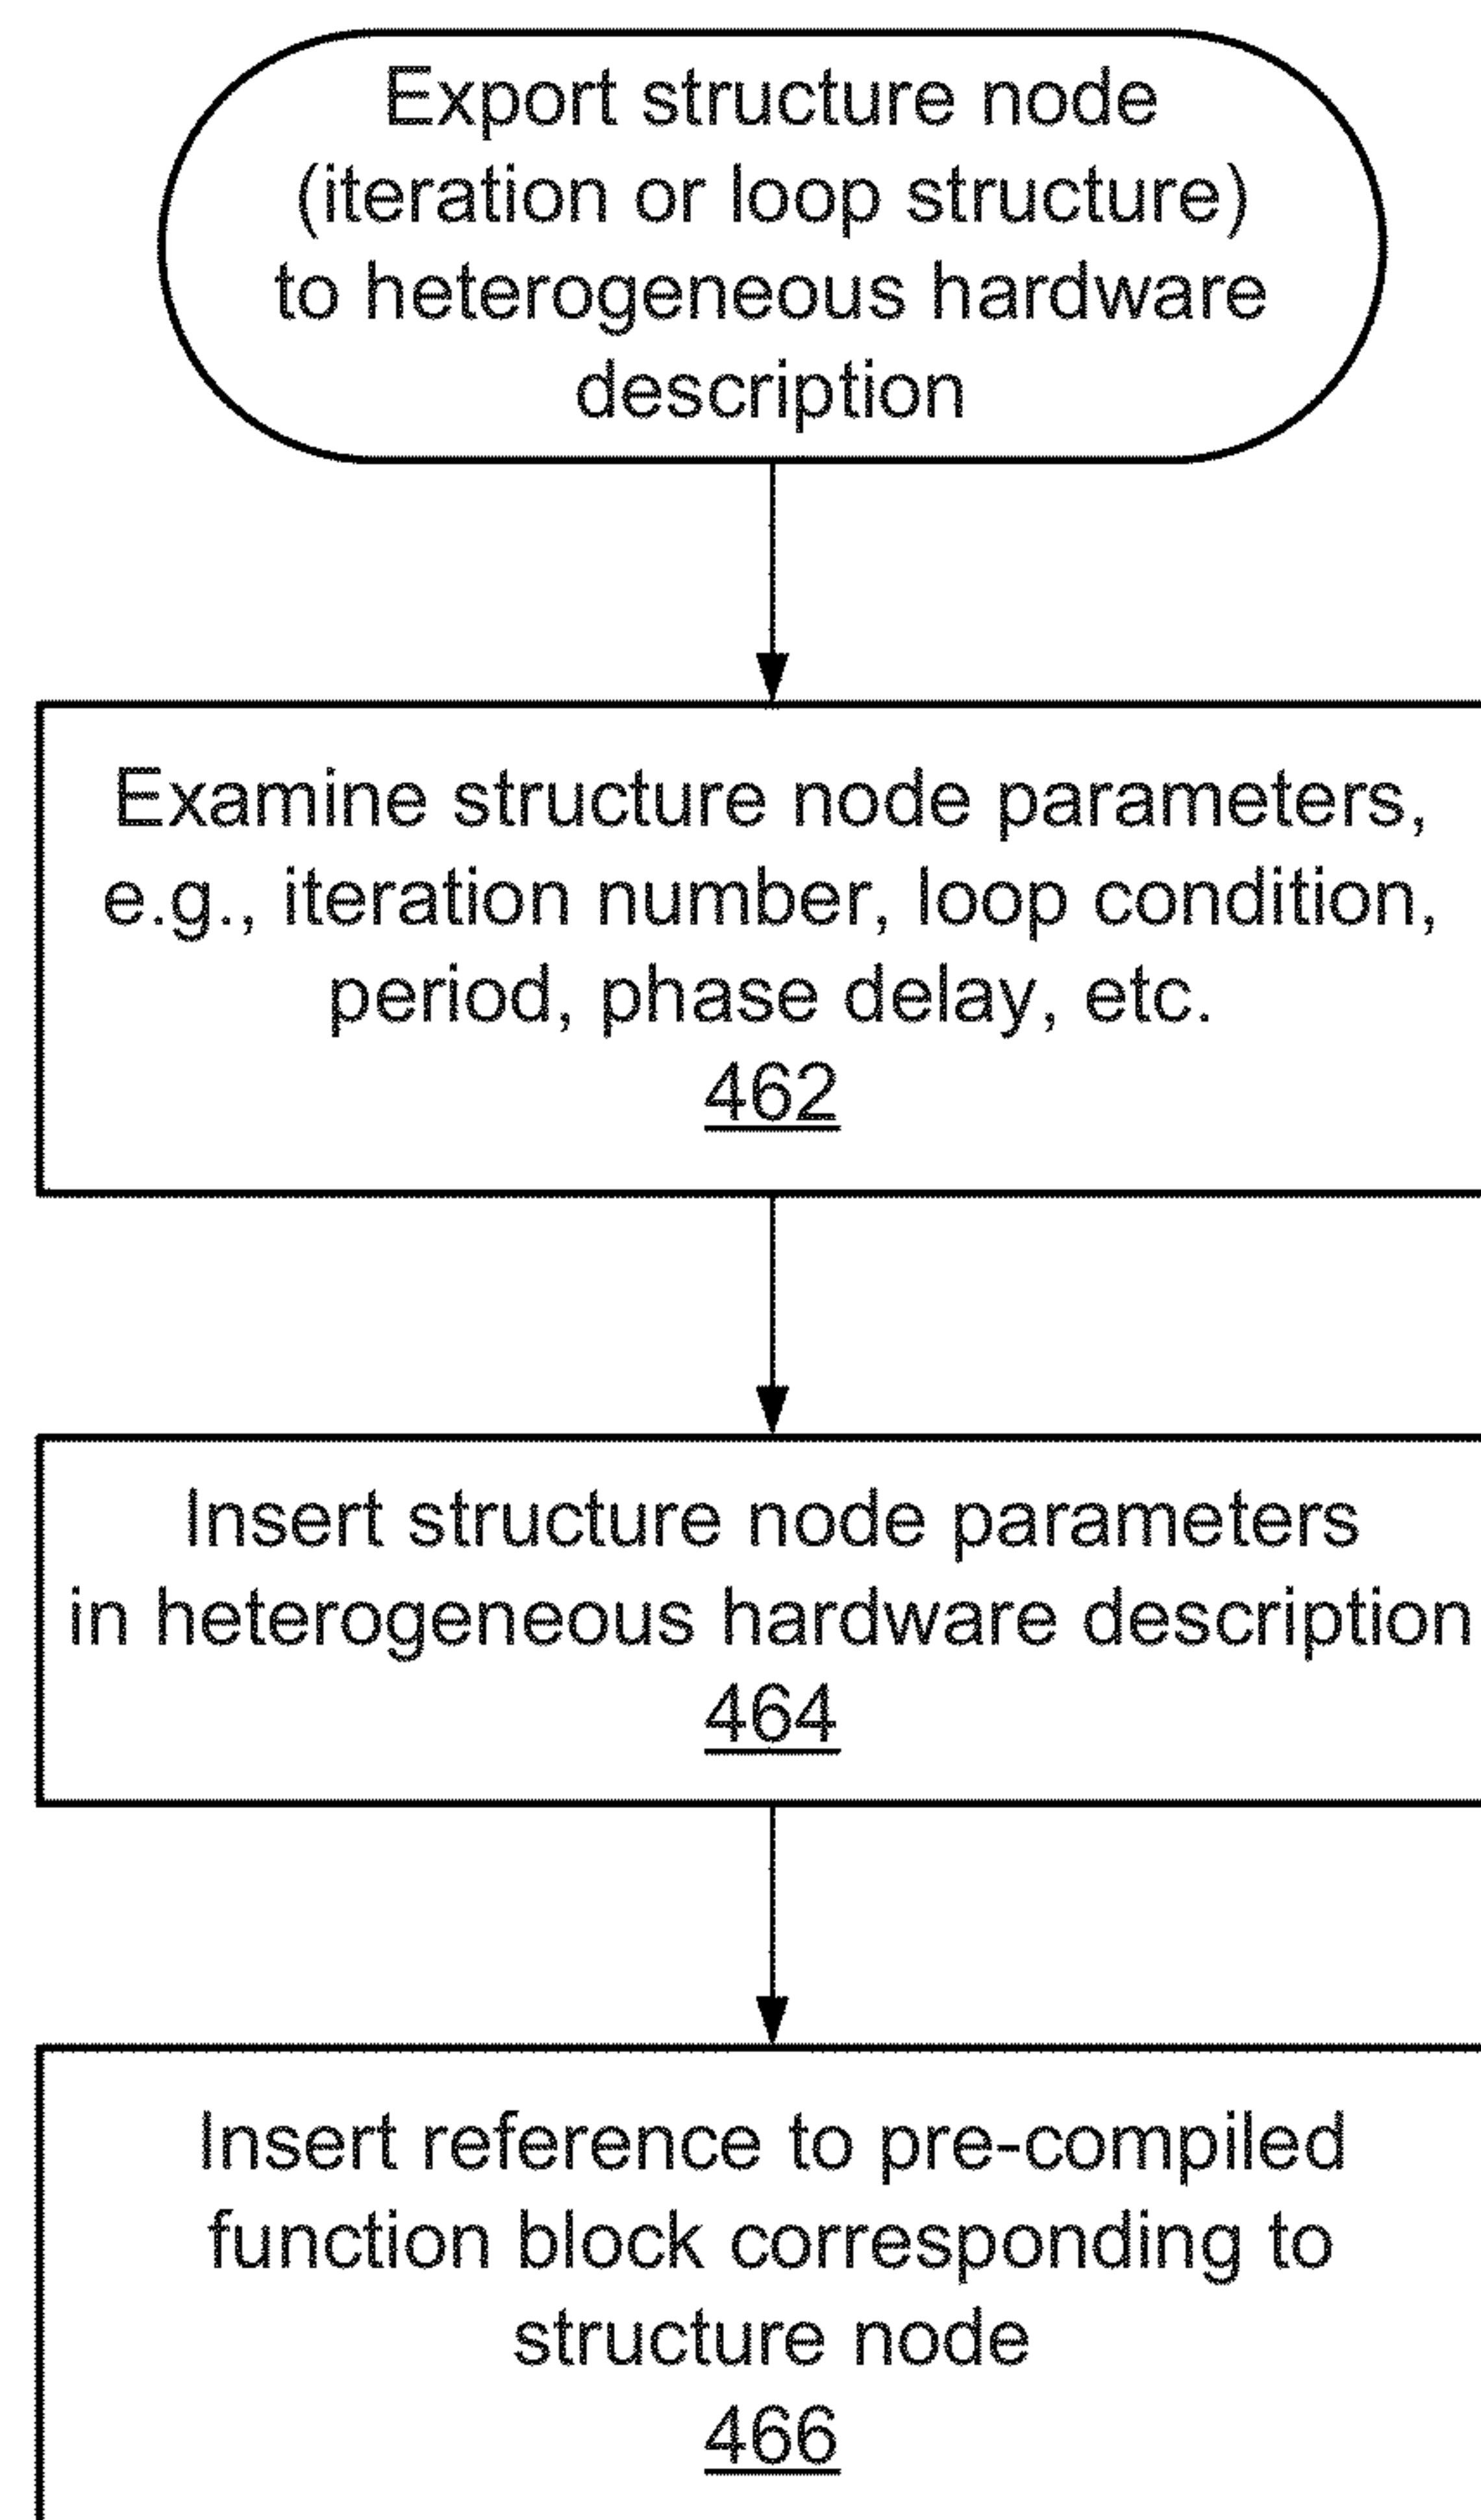 Export structure node
(iteration or loop structure)
to heterogeneous hardware
description
Examine structure node parameters,
e.g., iteration number, loop condition,
period, phase delay, etc.
462
Insert structure node parameters
in heterogeneous hardware description
464
Insert reference to pre-compiled
function block corresponding to
structure node
466